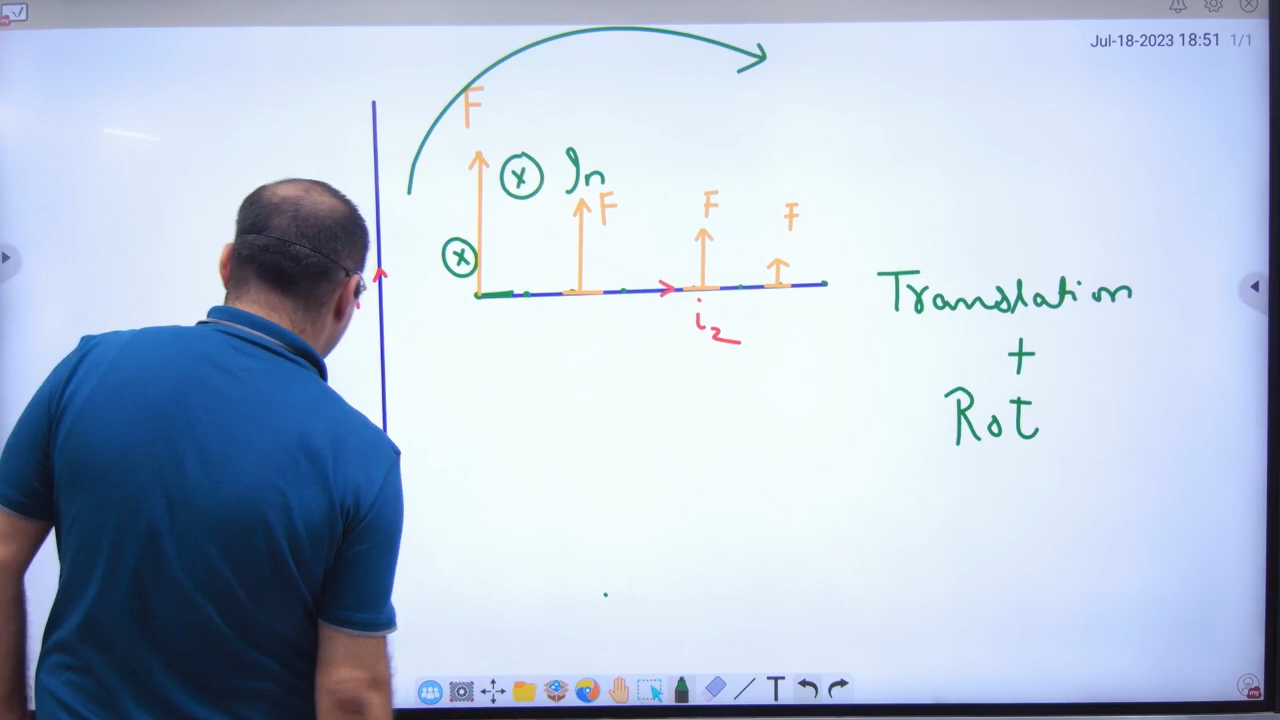 Jul-18-2023 18:51 1/1
F
ⓧ In
F
F
F
ⓧ
i2
Translation
+
Rot
T